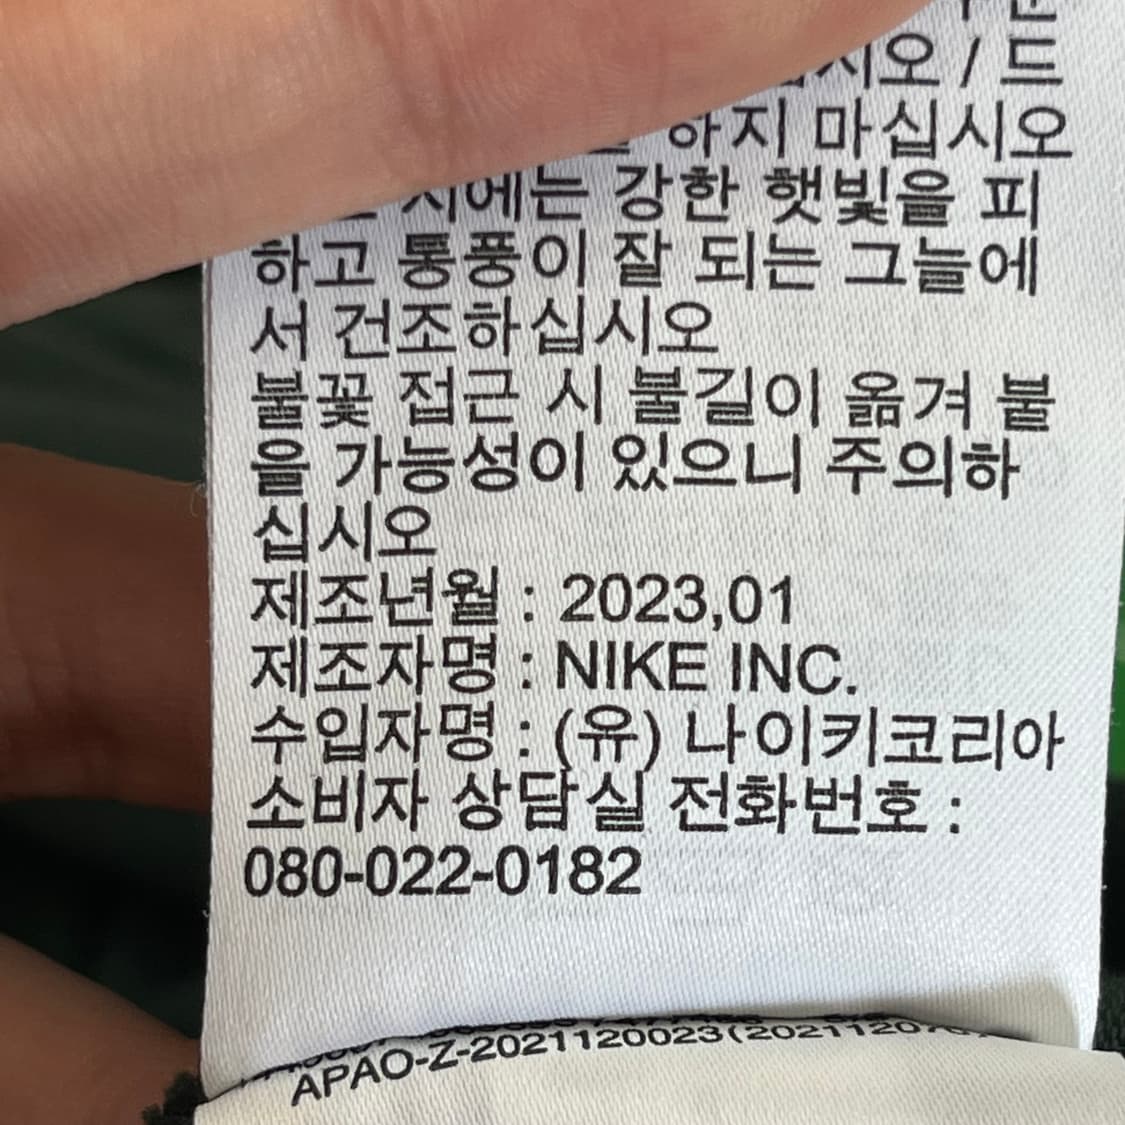 / 드
하지 마십시오
시에는 강한 햇빛을 피
하고 통풍이 잘 되는 그늘에
서 건조하십시오
불꽃 접근 시 불길이 옮겨 붙
을 가능성이 있으니 주의하
십시오
제조년월 : 2023,01
제조자명 : NIKE INC.
수입자명 : (유) 나이키코리아
소비자 상담실 전화번호 :
080-022-0182
APAO-Z-2021120023(202112070